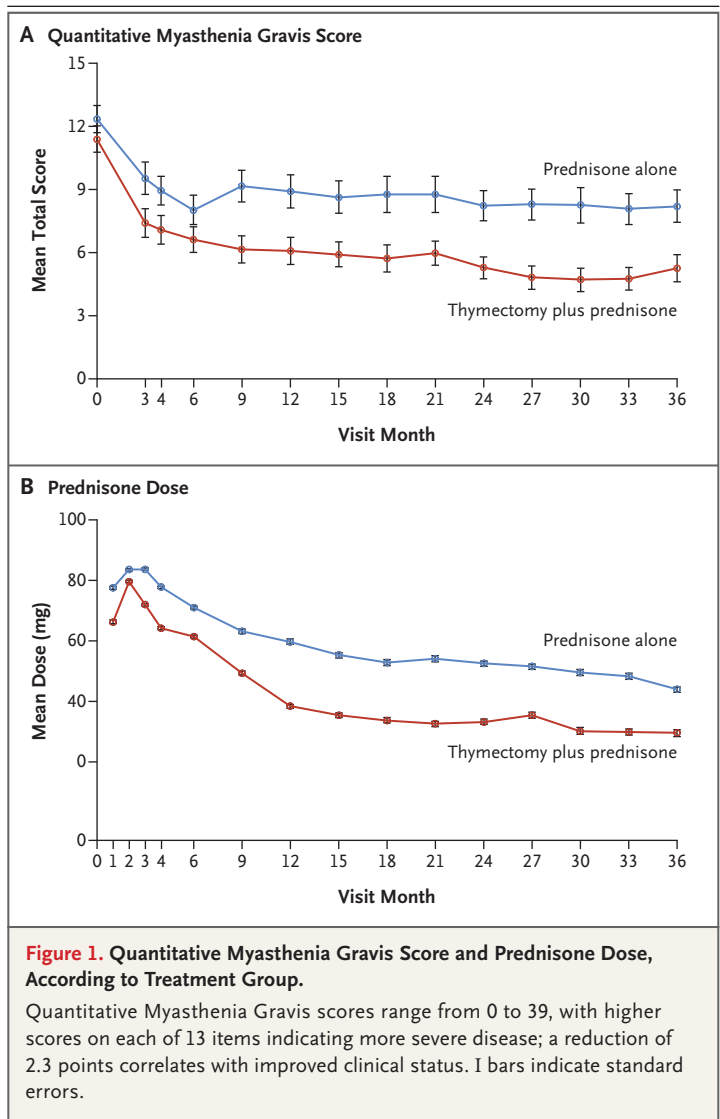 A Quantitative Myasthenia Gravis Score
15
12
9
6
3
0
Mean Total Score
Prednisone alone
Thymectomy plus prednisone
0 3 4 6 9 12 15 18 21 24 27 30 33 36
Visit Month
B Prednisone Dose
100
80
60
40
0
0
Mean Dose (mg)
Prednisone alone
Thymectomy plus prednisone
0 1 2 3 4 6 9 12 15 18 21 24 27 30 33 36
Visit Month
Figure 1. Quantitative Myasthenia Gravis Score and Prednisone Dose,
According to Treatment Group.
Quantitative Myasthenia Gravis scores range from 0 to 39, with higher
scores on each of 13 items indicating more severe disease; a reduction of
2.3 points correlates with improved clinical status. I bars indicate standard
errors.